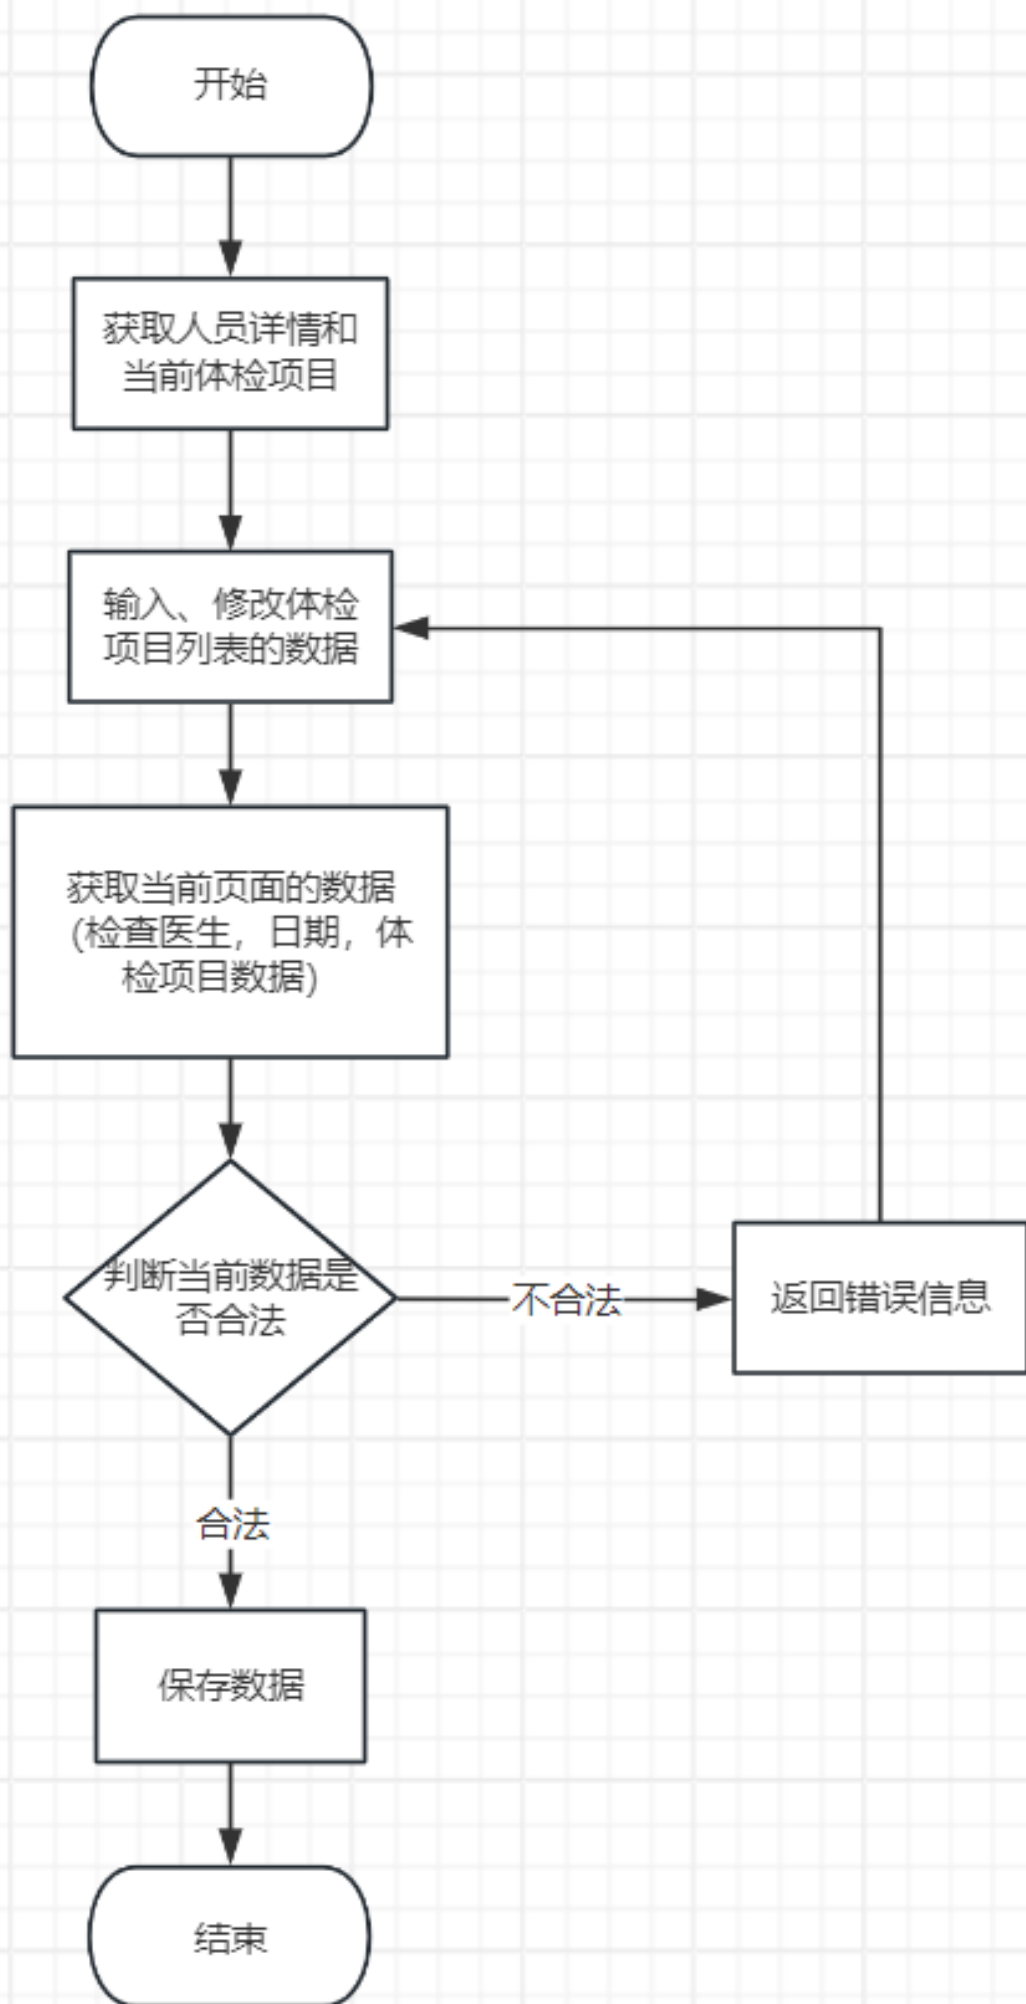 开始
获取人员详情和
当前体检项目
输入、修改体检
项目列表的数据
获取当前页面的数据
(检查医生，日期，体
检项目数据)
判断当前数据是
否合法
不合法
返回错误信息
合法
保存数据
结束